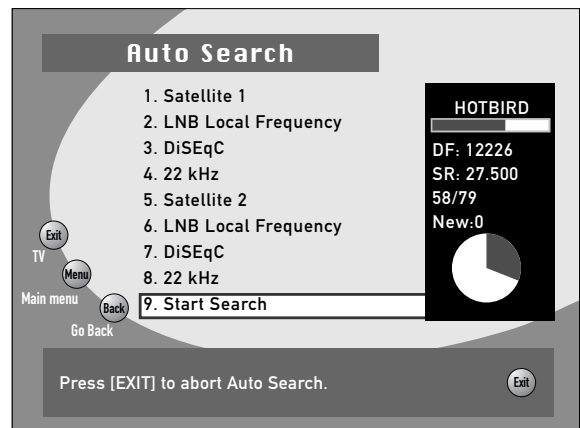 Auto Search
1. Satellite 1
2. LNB Local Frequency
3. DiSEqC
4. 22 kHz
5. Satellite 2
6. LNB Local Frequency
7. DiSEqC
8. 22 kHz
9. Start Search
HOTBIRD
DF: 12226
SR: 27.500
58/79
New:0
Exit
TV
Menu
Main menu
Back
Go Back
Press [EXIT] to abort Auto Search.
Exit